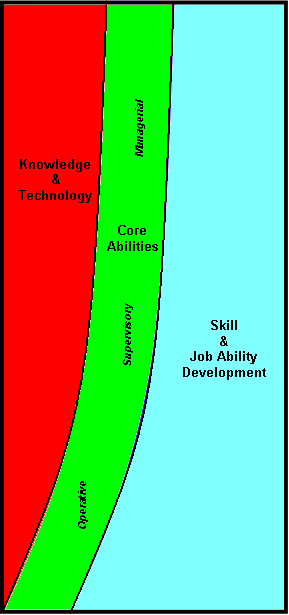 Managerial
Knowledge
&
Technology
Core
Abilities
Supervisory
Skill
&
Job Ability
Development
Operative